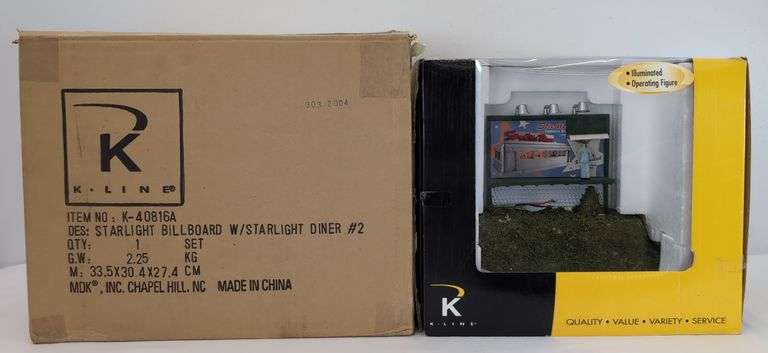 303 2004
K
K·LINE®
ITEM NO: K-40816A
DES: STARLIGHT BILLBOARD W/STARLIGHT DINER #2
QTY: 1 SET
G.W: 2.25 KG
M: 33.5X30.4X27.4 CM
MDK®, INC. CHAPEL HILL. NC MADE IN CHINA
• Illuminated
• Operating Figure
K
K·LINE®
QUALITY • VALUE • VARIETY • SERVICE